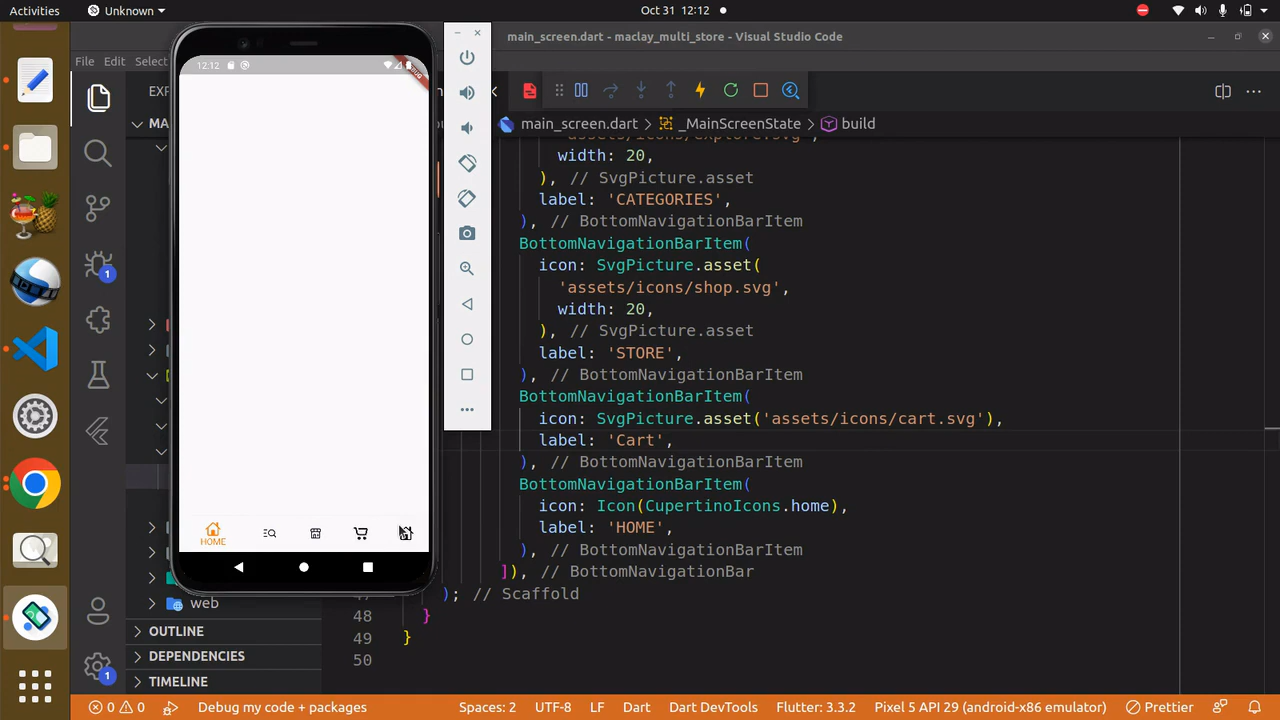 Activities
Unknown
Oct 31 12:12
main_screen.dart - maclay_multi_store - Visual Studio Code
File Edit Select
main_screen.dart > _MainScreenState > build
12:12
DEBUG
EXP
MA
width: 20,
), // SvgPicture.asset
label: 'CATEGORIES',
), // BottomNavigationBarItem
BottomNavigationBarItem(
icon: SvgPicture.asset(
'assets/icons/shop.svg',
width: 20,
), // SvgPicture.asset
label: 'STORE',
), // BottomNavigationBarItem
BottomNavigationBarItem(
icon: SvgPicture.asset('assets/icons/cart.svg'),
label: 'Cart',
), // BottomNavigationBarItem
BottomNavigationBarItem(
icon: Icon(CupertinoIcons.home),
label: 'HOME',
), // BottomNavigationBarItem
]), // BottomNavigationBar
); // Scaffold
48 }
49 }
50
HOME
1
1
web
OUTLINE
DEPENDENCIES
TIMELINE
0 0 Debug my code + packages
Spaces: 2 UTF-8 LF Dart Dart DevTools Flutter: 3.3.2 Pixel 5 API 29 (android-x86 emulator) Prettier